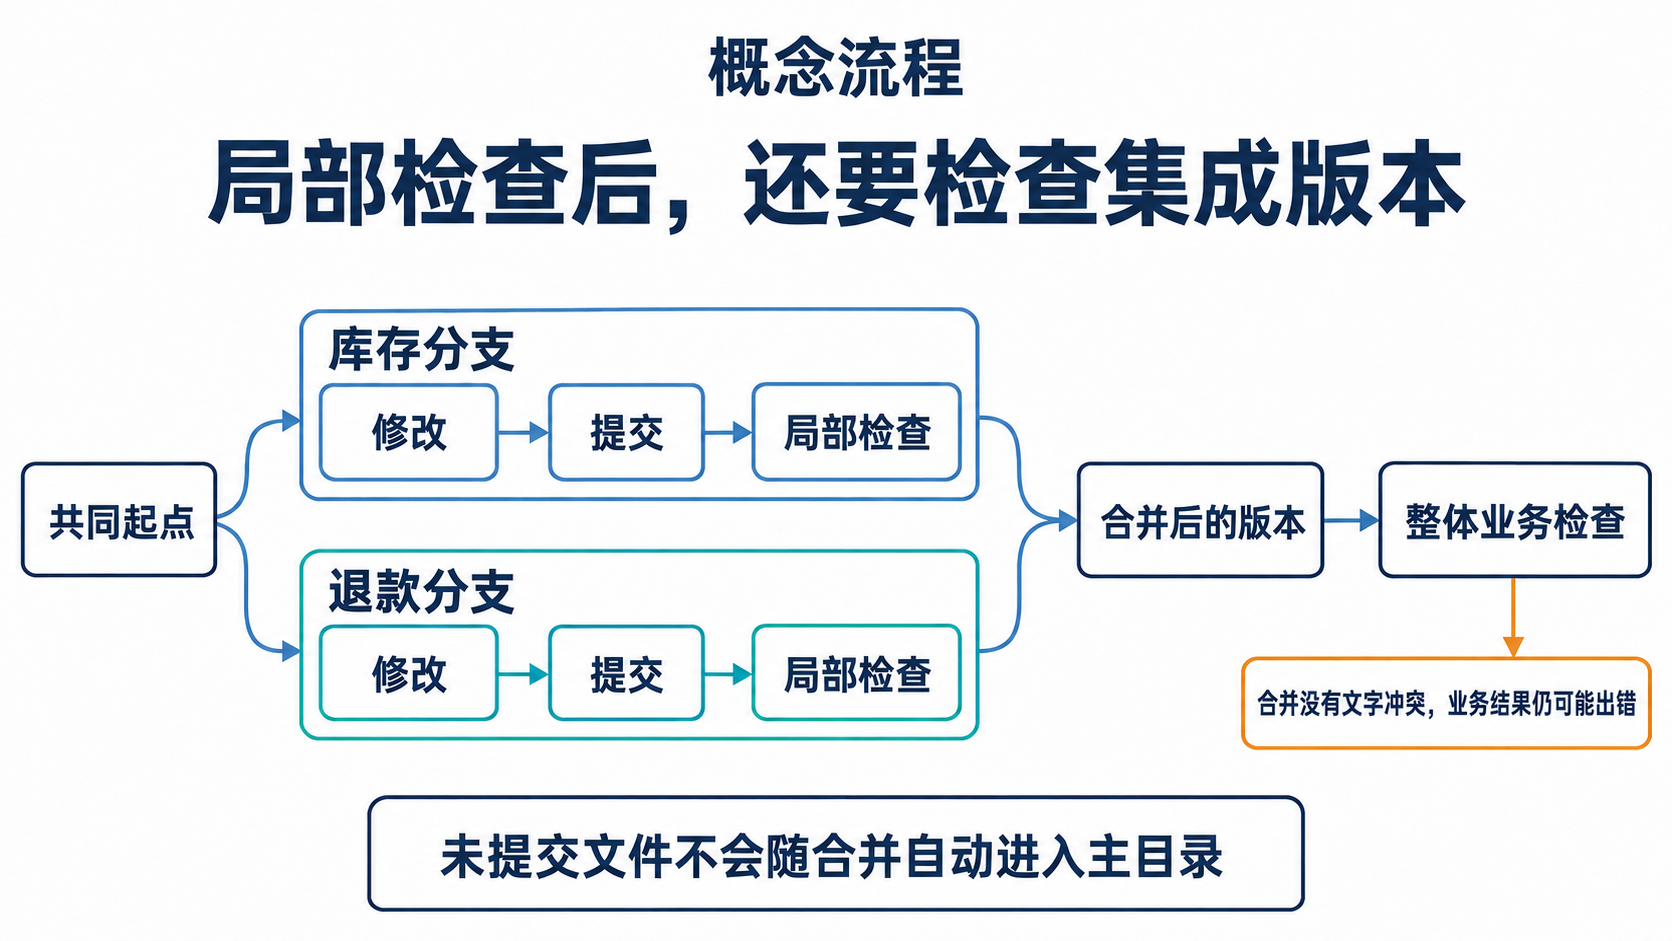 概念流程
局部检查后，还要检查集成版本
库存分支
修改
提交
局部检查
共同起点
合并后的版本
整体业务检查
退款分支
修改
提交
局部检查
合并没有文字冲突，业务结果仍可能出错
未提交文件不会随合并自动进入主目录